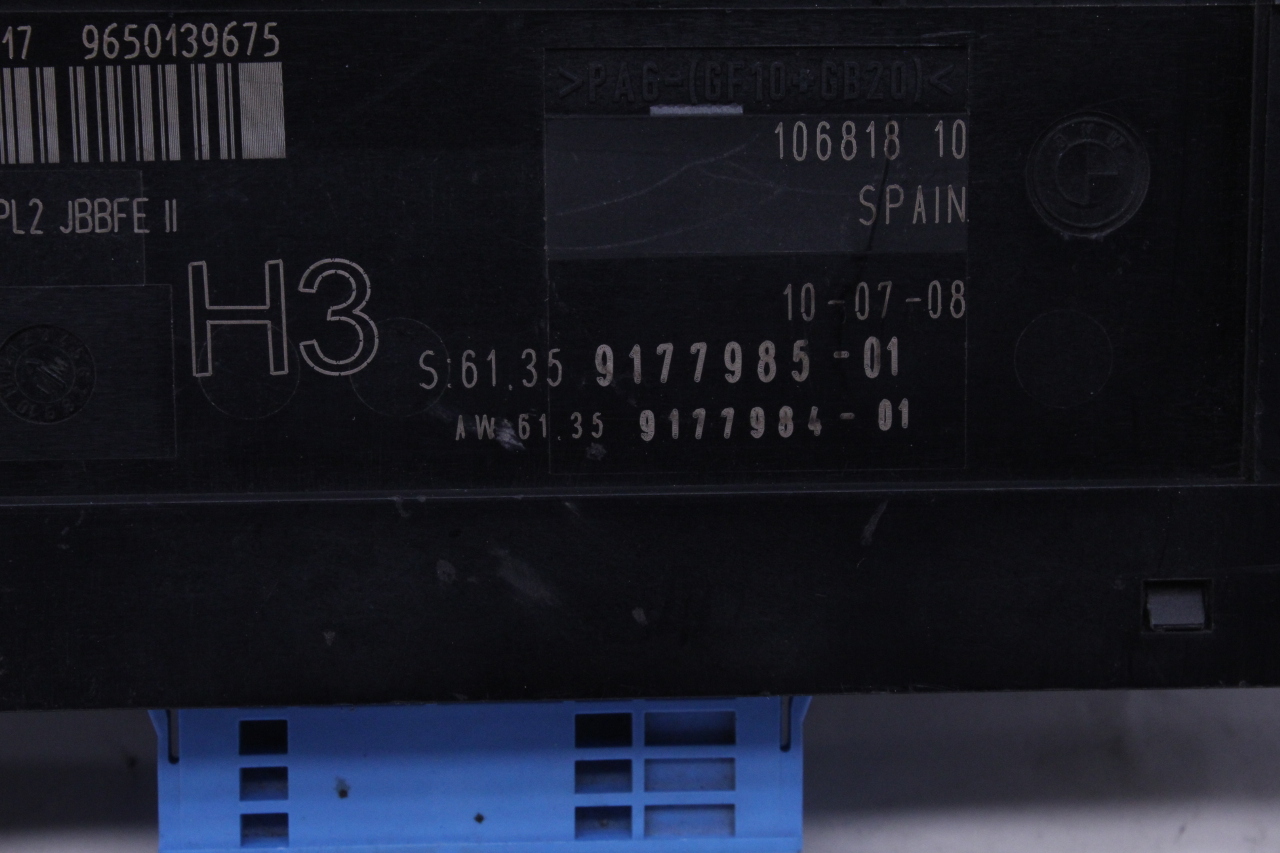 17 9650139675
>PA6-(GF10+GB20)<
106818 10
SPAIN
PL2 JBBFE II
H3
10-07-08
S:61.35 9177985-01
AW 61.35 9177984-01
BMW